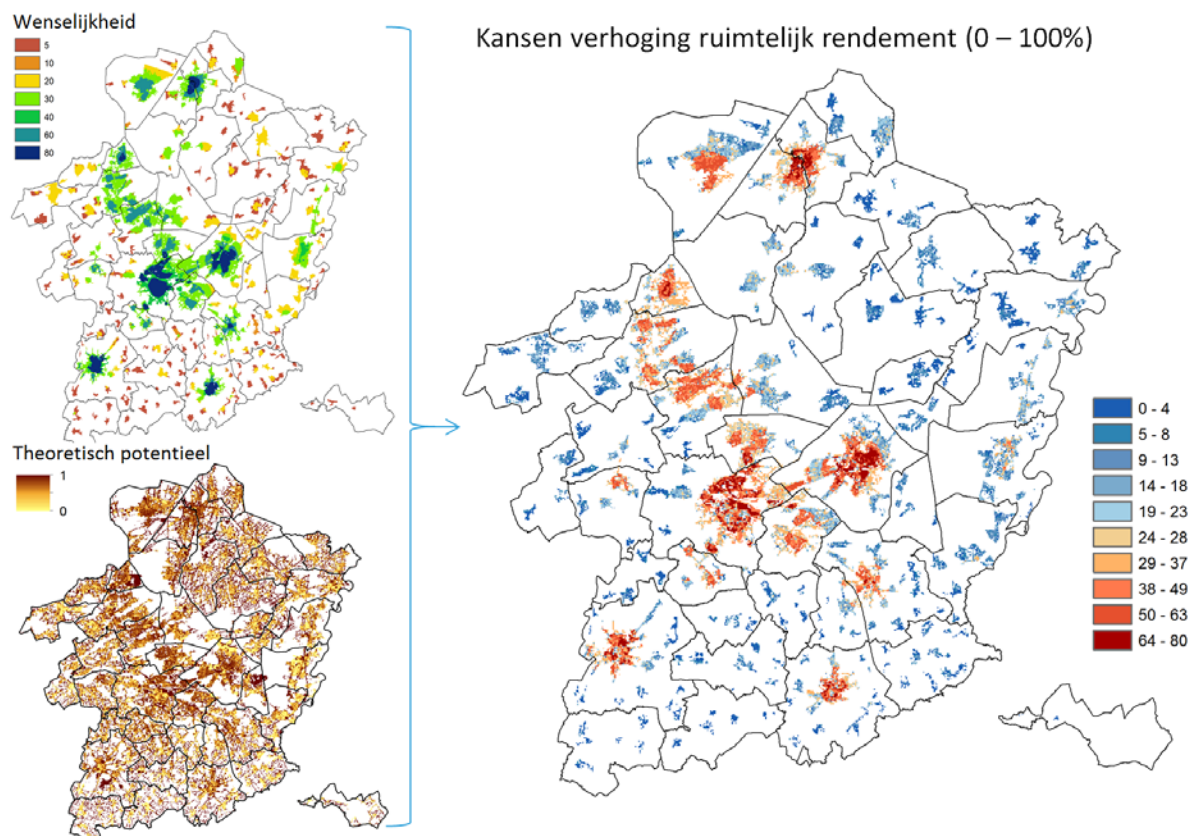 Wenselijkheid
5
10
20
30
40
60
80
Theoretisch potentieel
1
0
Kansen verhoging ruimtelijk rendement (0 – 100%)
0 - 4
5 - 8
9 - 13
14 - 18
19 - 23
24 - 28
29 - 37
38 - 49
50 - 63
64 - 80